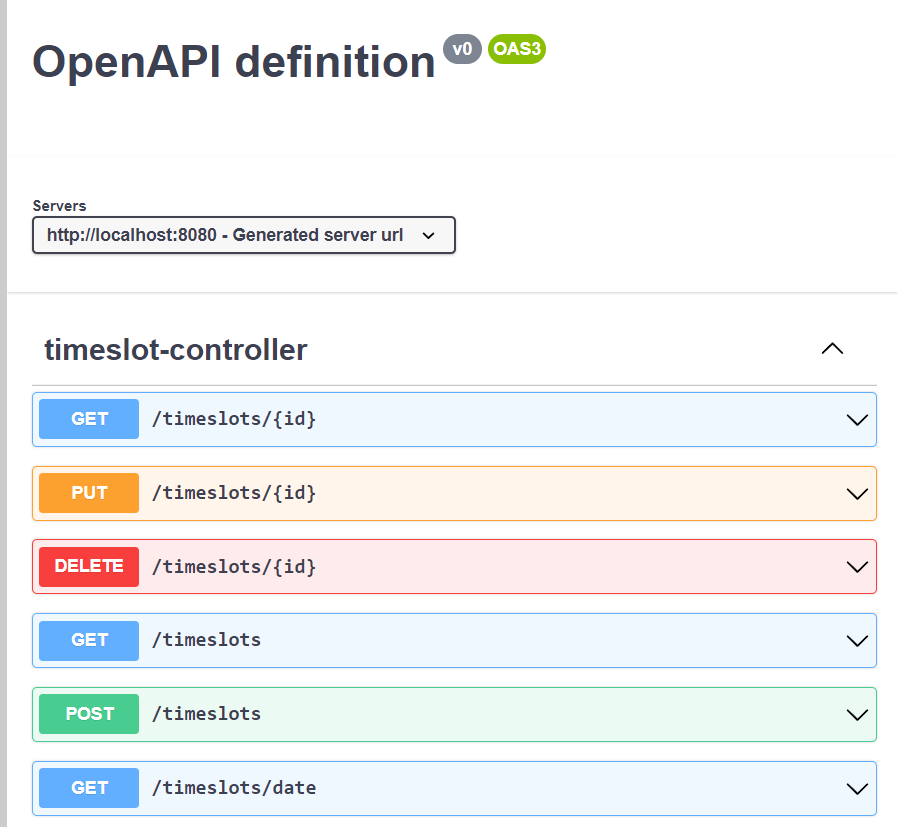 OpenAPI definition v0 OAS3
Servers
http://localhost:8080 - Generated server url
timeslot-controller
GET /timeslots/{id}
PUT /timeslots/{id}
DELETE /timeslots/{id}
GET /timeslots
POST /timeslots
GET /timeslots/date